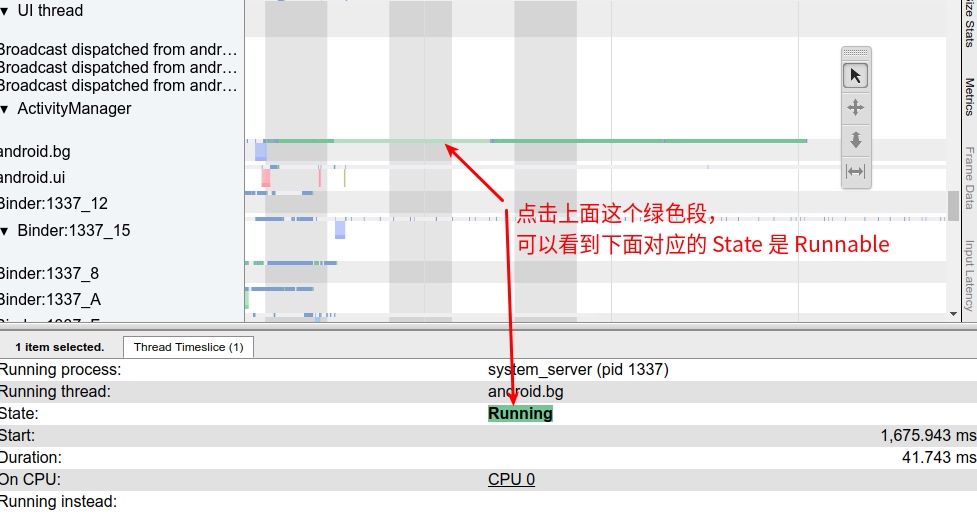 ▼ UI thread
Broadcast dispatched from andr…
Broadcast dispatched from andr…
Broadcast dispatched from andr…
▼ ActivityManager
android.bg
android.ui
Binder:1337_12
▼ Binder:1337_15
Binder:1337_8
Binder:1337_A
点击上面这个绿色段，
可以看到下面对应的 State 是 Runnable
Size Stats
Metrics
Frame Data
Input Latency
1 item selected. Thread Timeslice (1)
Running process: system_server (pid 1337)
Running thread: android.bg
State: Running
Start: 1,675.943 ms
Duration: 41.743 ms
On CPU: CPU 0
Running instead: